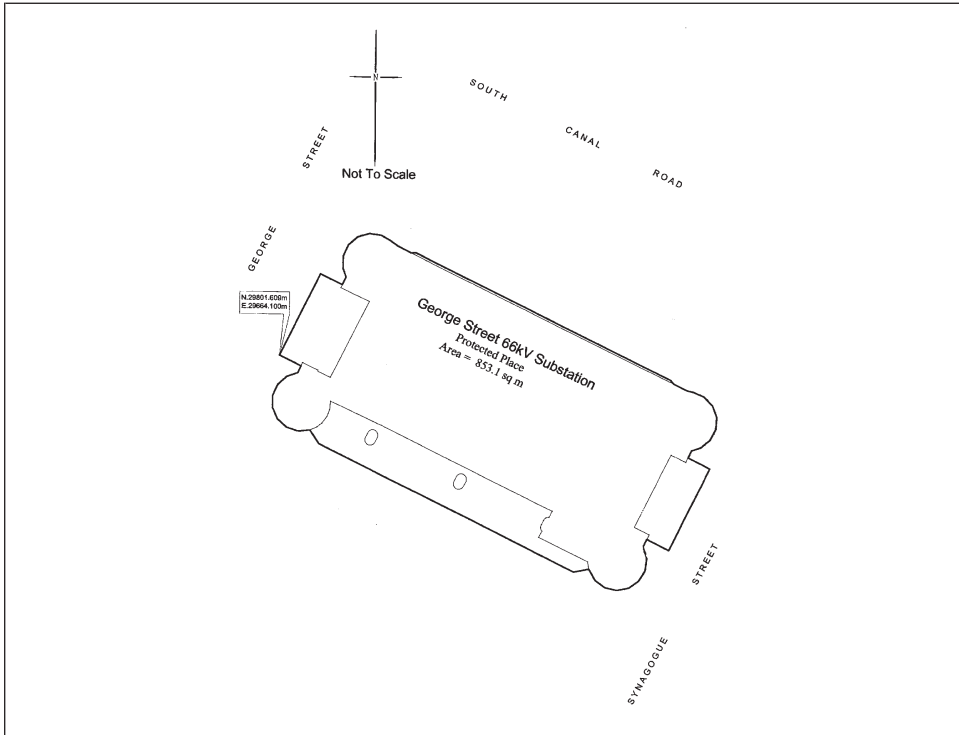 N
SOUTH CANAL ROAD
STREET
Not To Scale
GEORGE
N.29801.609m
E.29664.100m
George Street 66kV Substation
Protected Place
Area = 853.1 sq.m
STREET
SYNAGOGUE